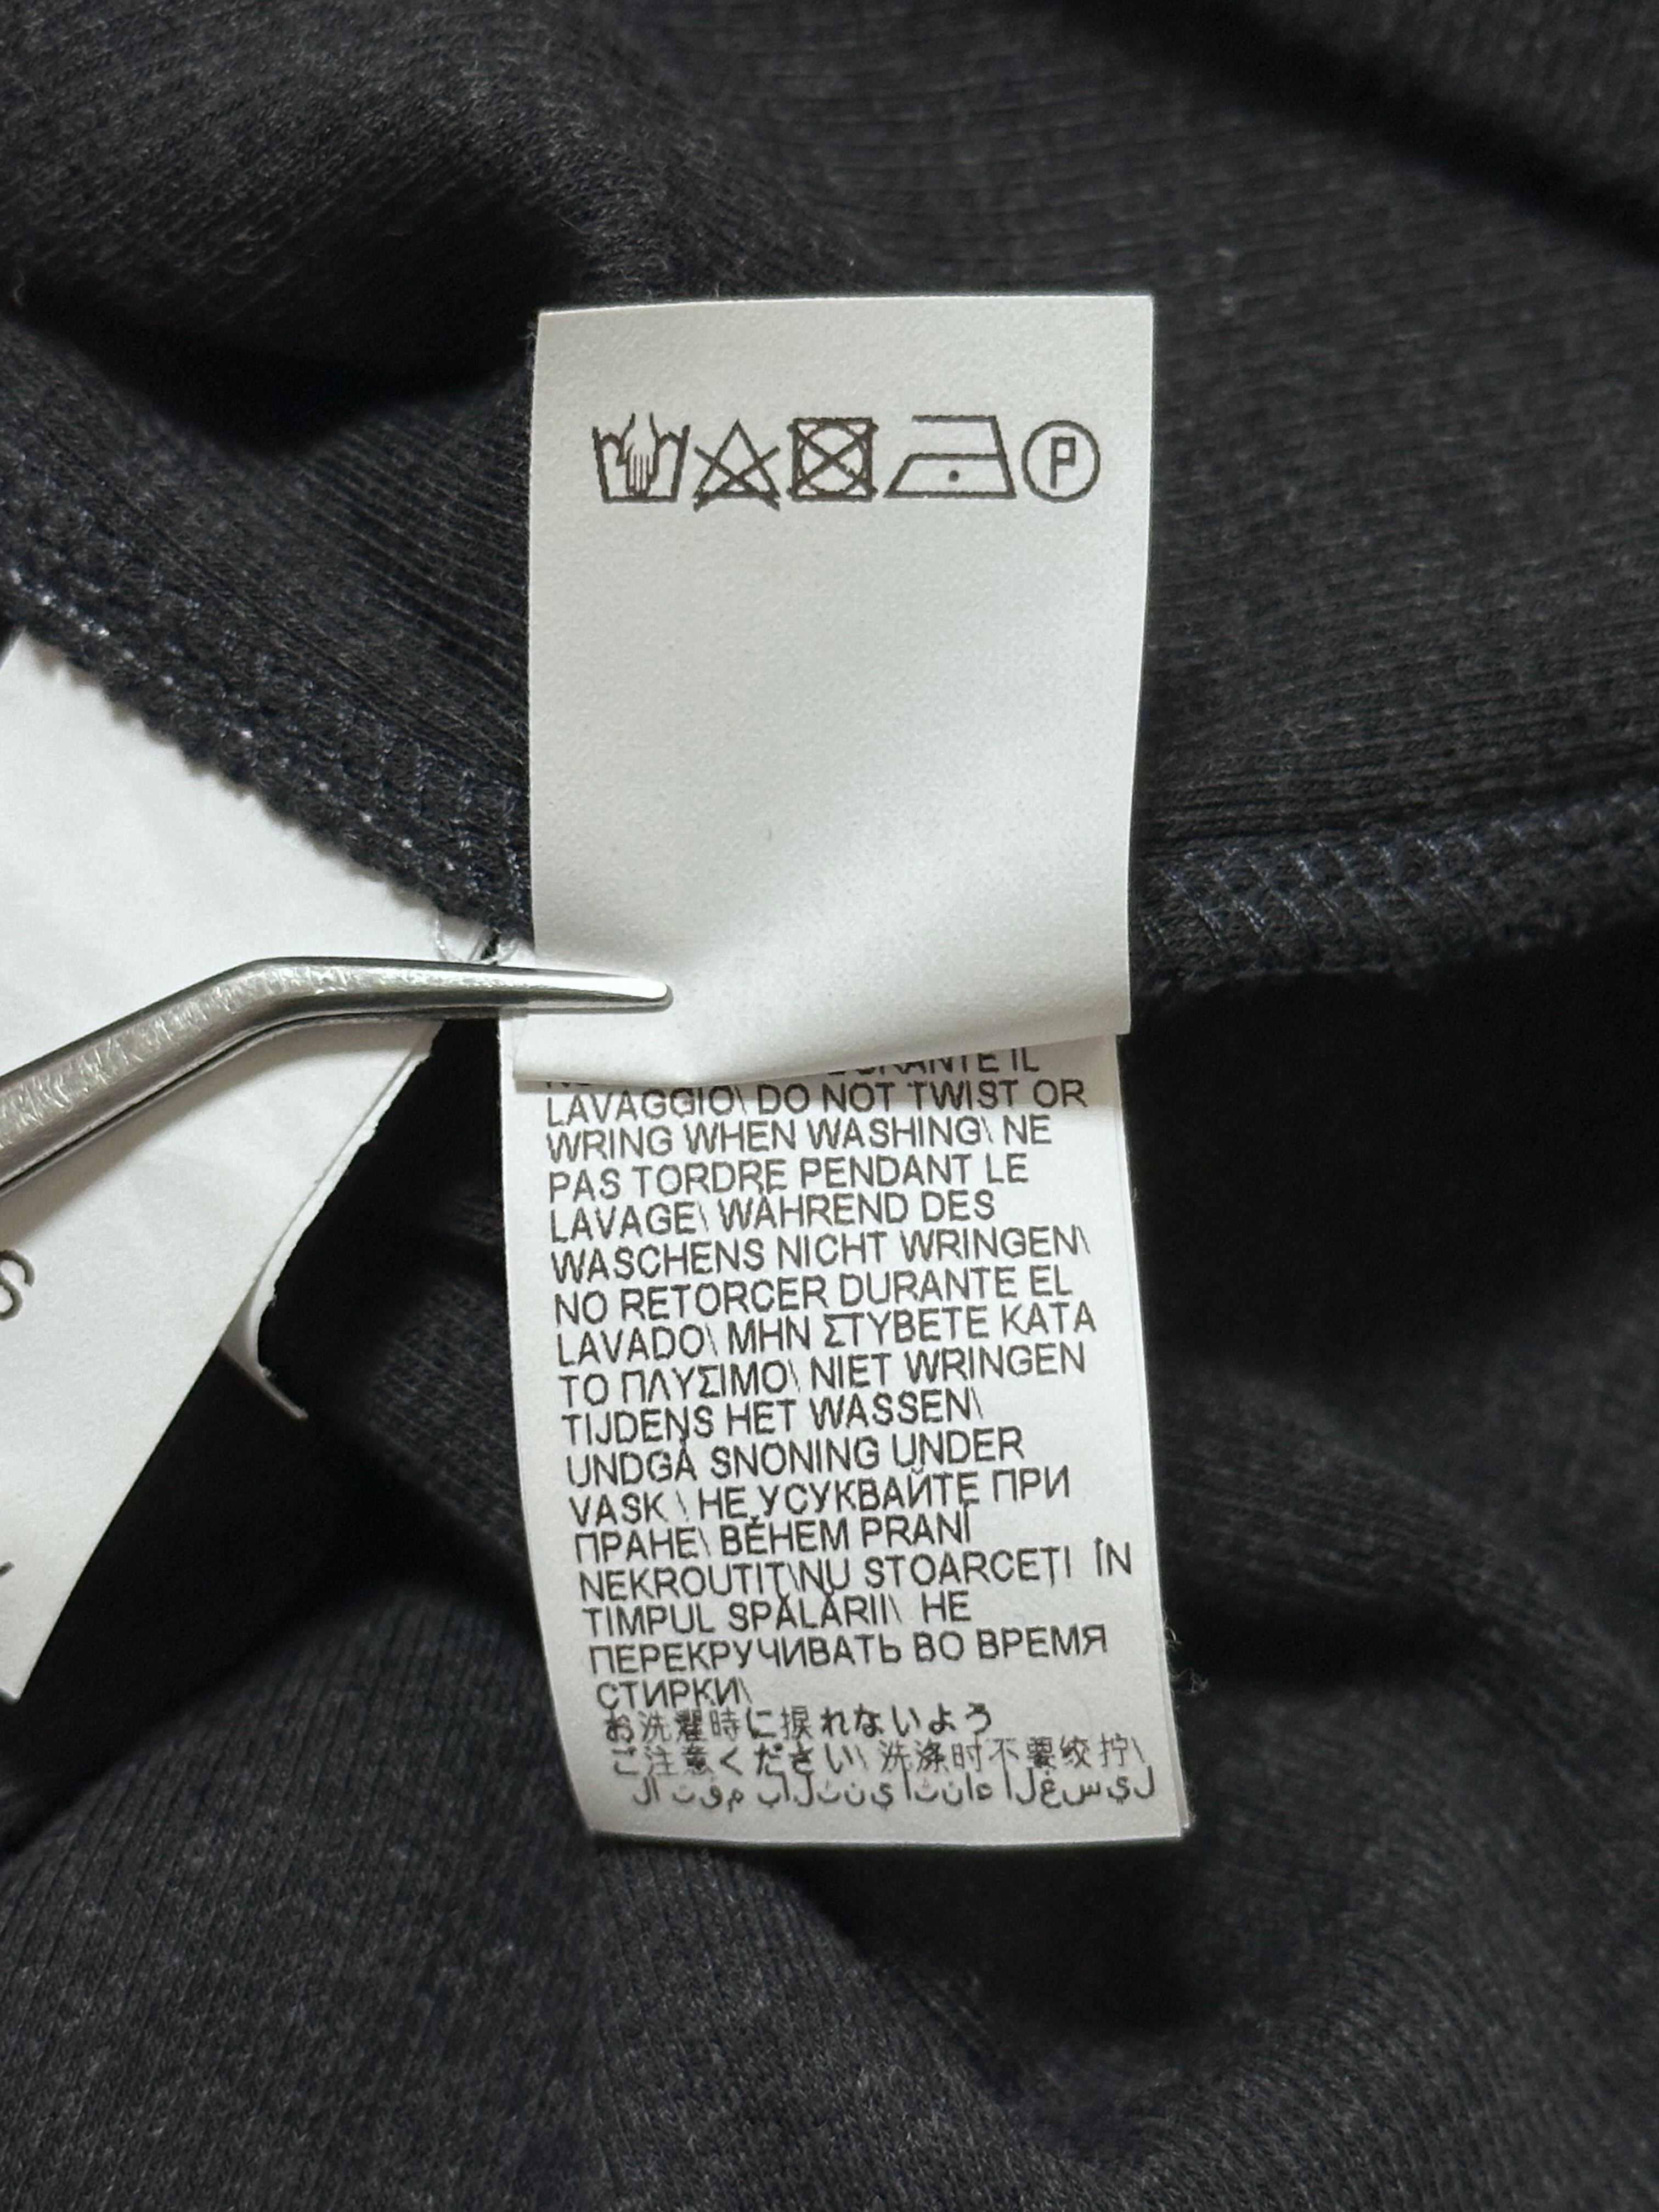 P
DURANTE IL
LAVAGGIO\ DO NOT TWIST OR
WRING WHEN WASHING\ NE
PAS TORDRE PENDANT LE
LAVAGE\ WÄHREND DES
WASCHENS NICHT WRINGEN\
NO RETORCER DURANTE EL
LAVADO\ ΜΗΝ ΣΤΥΒΕΤΕ ΚΑΤΑ
ΤΟ ΠΛΥΣΙΜΟ\ NIET WRINGEN
TIJDENS HET WASSEN\
UNDGÅ SNONING UNDER
VASK \ НЕ УСУКВАЙТЕ ПРИ
ПРАНЕ\ BĚHEM PRANÍ
NEKROUTIT\NU STOARCEȚI ÎN
TIMPUL SPĂLĂRII\ НЕ
ПЕРЕКРУЧИВАТЬ ВО ВРЕМЯ
СТИРКИ\
お洗濯時に捩れないよう
ご注意ください\ 洗涤时不要绞拧\
S